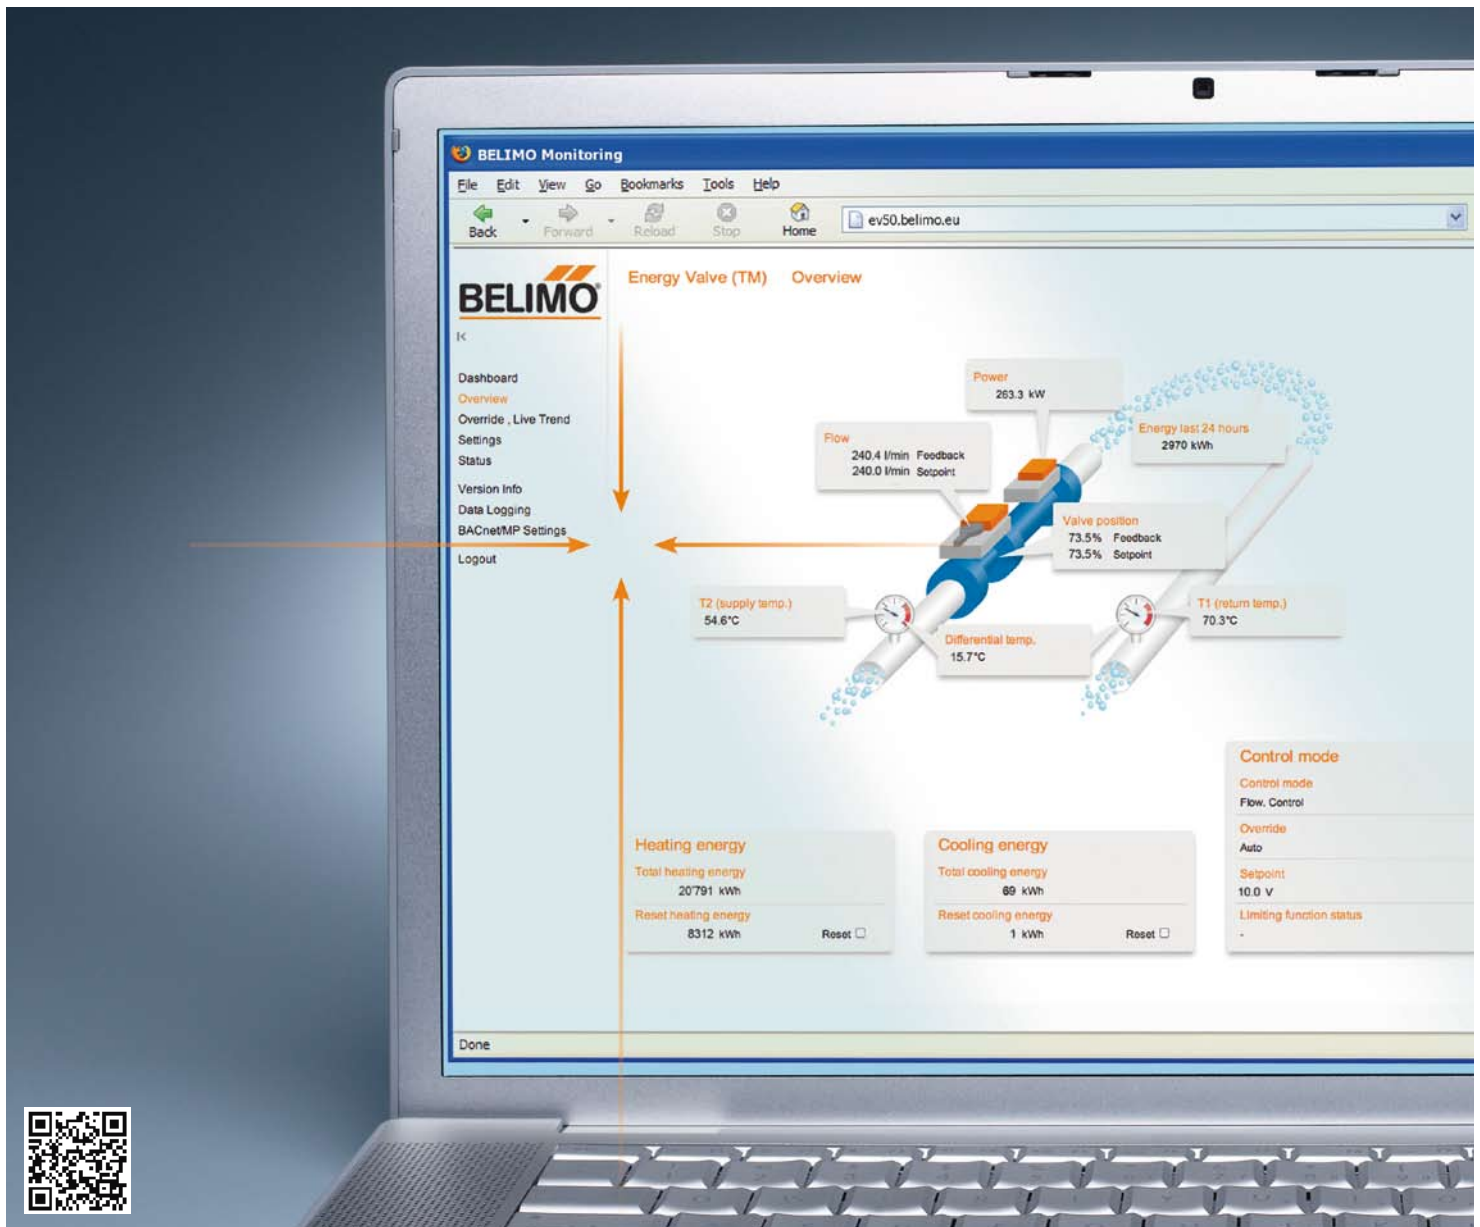 BELIMO Monitoring
File Edit View Go Bookmarks Tools Help
Back Forward Reload Stop Home ev50.belimo.eu
BELIMO®
Energy Valve (TM) Overview
Dashboard
Overview
Override , Live Trend
Settings
Status
Version Info
Data Logging
BACnet/MP Settings
Logout
Power
263.3 kW
Flow
240.4 l/min Feedback
240.0 l/min Setpoint
Energy last 24 hours
2970 kWh
Valve position
73.5% Feedback
73.5% Setpoint
T2 (supply temp.)
54.6°C
Differential temp.
15.7°C
T1 (return temp.)
70.3°C
Heating energy
Total heating energy
20'791 kWh
Reset heating energy
8312 kWh Reset
Cooling energy
Total cooling energy
69 kWh
Reset cooling energy
1 kWh Reset
Control mode
Control mode
Flow. Control
Override
Auto
Setpoint
10.0 V
Limiting function status
-
Done